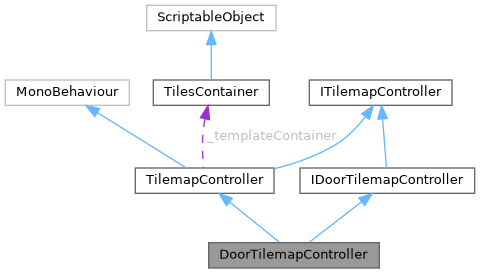 ScriptableObject
MonoBehaviour
TilesContainer
ITilemapController
_templateContainer
TilemapController
IDoorTilemapController
DoorTilemapController